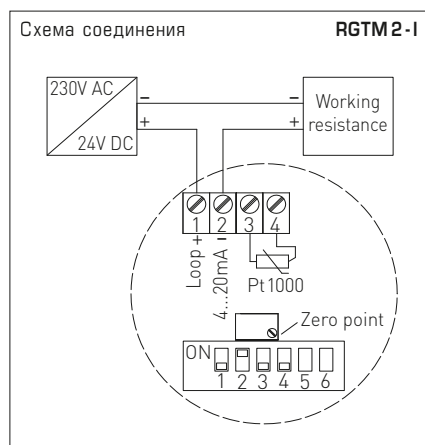 Схема соединения RGTM 2 - I
230V AC
24V DC
–
+
–
+
Working
resistance
1 2 3 4
Loop +
4...20mA –
Pt1000
Zero point
ON
1 2 3 4 5 6